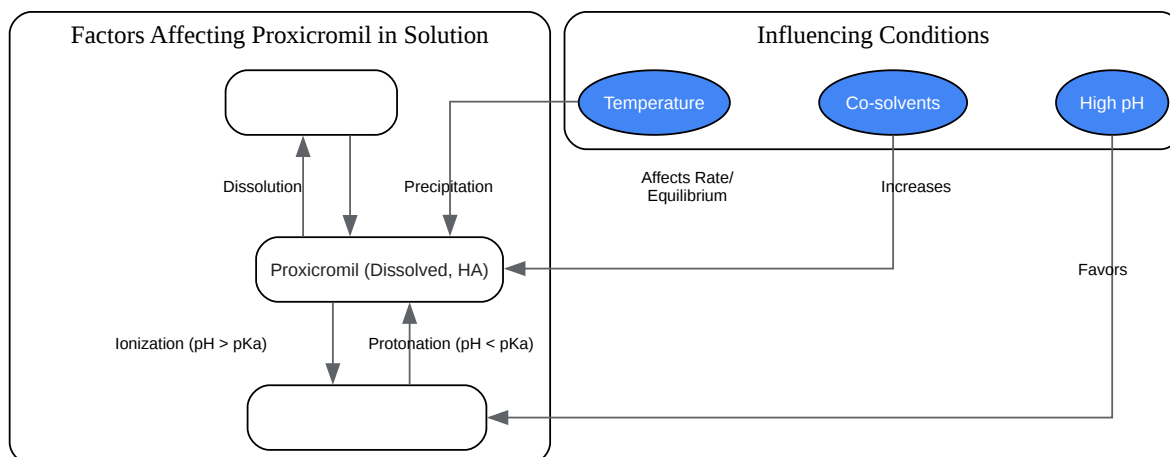 Factors Affecting Proxicromil in Solution
Influencing Conditions
Temperature
Co-solvents
High pH
Dissolution
Precipitation
Affects Rate/
Equilibrium
Increases
Proxicromil (Dissolved, HA)
Favors
Ionization (pH > pKa)
Protonation (pH < pKa)